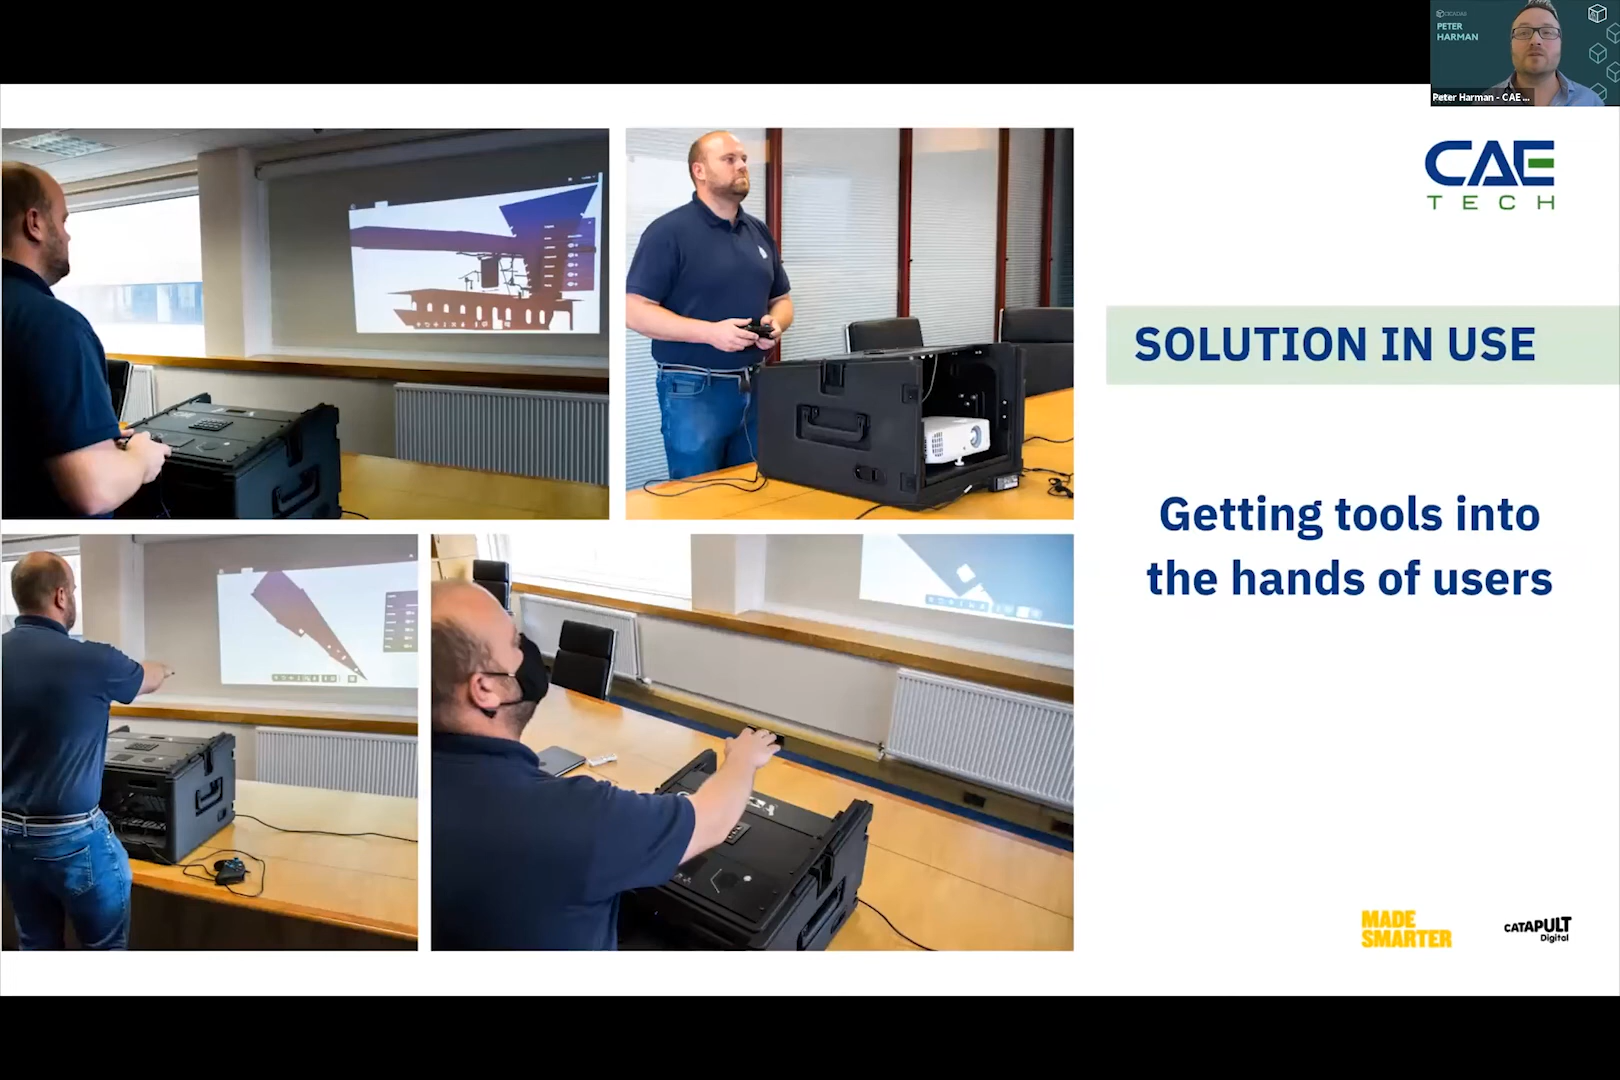 CICADAS
PETER
HARMAN
Peter Harman - CAE ...
CAE
TECH
SOLUTION IN USE
Getting tools into
the hands of users
MADE
SMARTER
CATAPULT
Digital